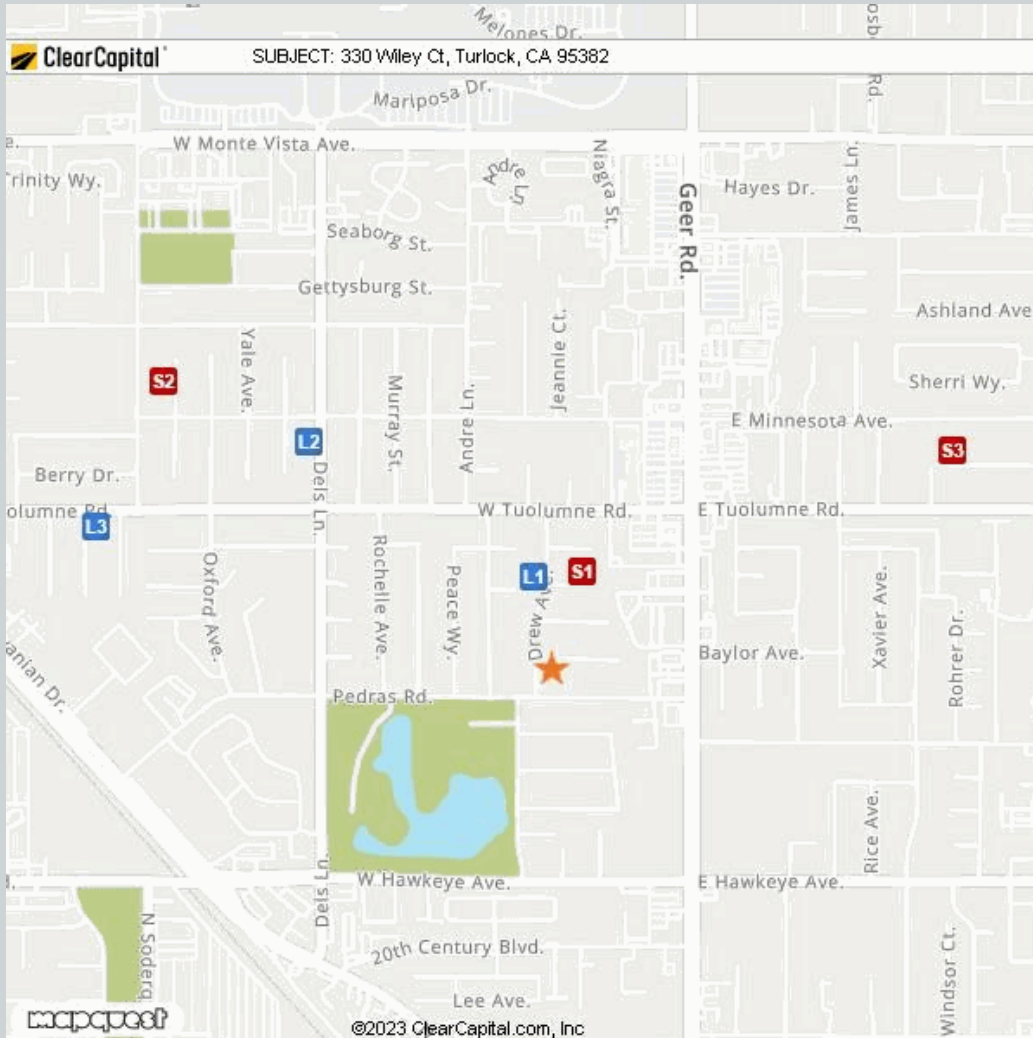 Melones Dr.
ClearCapital
SUBJECT: 330 Wiley Ct, Turlock, CA 95382
Rd.
Mariposa Dr.
W Monte Vista Ave.
Trinity Wy.
Andre Ln.
Niagra St.
Geer Rd.
Hayes Dr.
James Ln.
Seaborg St.
Gettysburg St.
Ashland Ave
Yale Ave.
Jeannie Ct.
S2
Murray St.
Andre Ln.
Sherri Wy.
E Minnesota Ave.
L2
S3
Berry Dr.
Dels Ln.
olumne Rd
W Tuolumne Rd.
E Tuolumne Rd.
L3
Oxford Ave.
Rochelle Ave.
Peace Wy.
L1
S1
Drew Ave.
Xavier Ave.
Rohrer Dr.
Baylor Ave.
anian Dr.
Pedras Rd.
Rice Ave.
Dels Ln.
W Hawkeye Ave.
E Hawkeye Ave.
N Soderq
20th Century Blvd.
Windsor Ct.
Lee Ave.
mapquest
©2023 ClearCapital.com, Inc